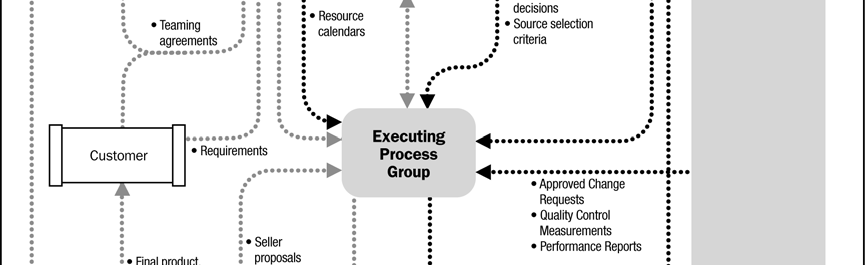 decisions
• Source selection
criteria
• Resource
calendars
• Teaming
agreements
Executing
Process
Group
Customer
• Requirements
• Approved Change
Requests
• Quality Control
Measurements
• Performance Reports
• Seller
proposals
• Final product